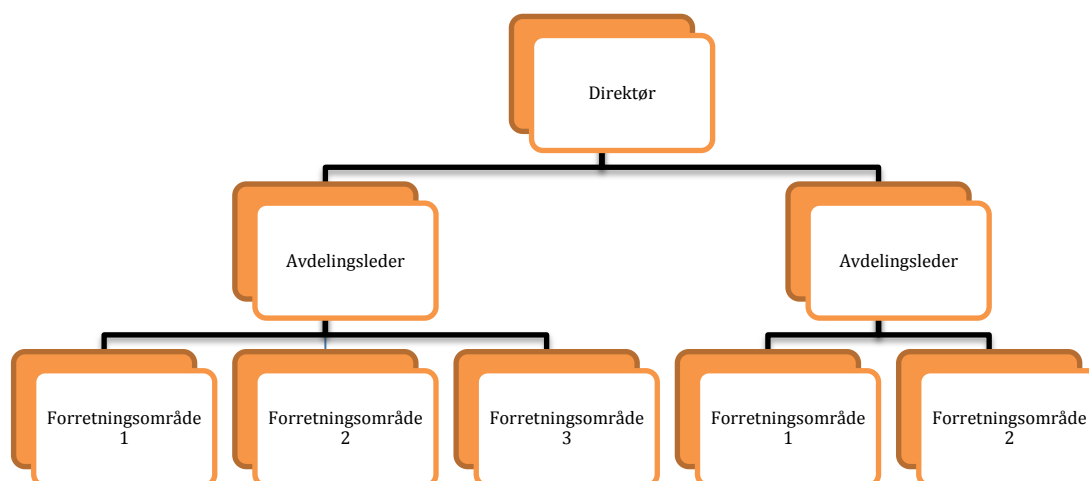 Direktør
Avdelingsleder
Avdelingsleder
Forretningsområde
1
Forretningsområde
2
Forretningsområde
3
Forretningsområde
1
Forretningsområde
2